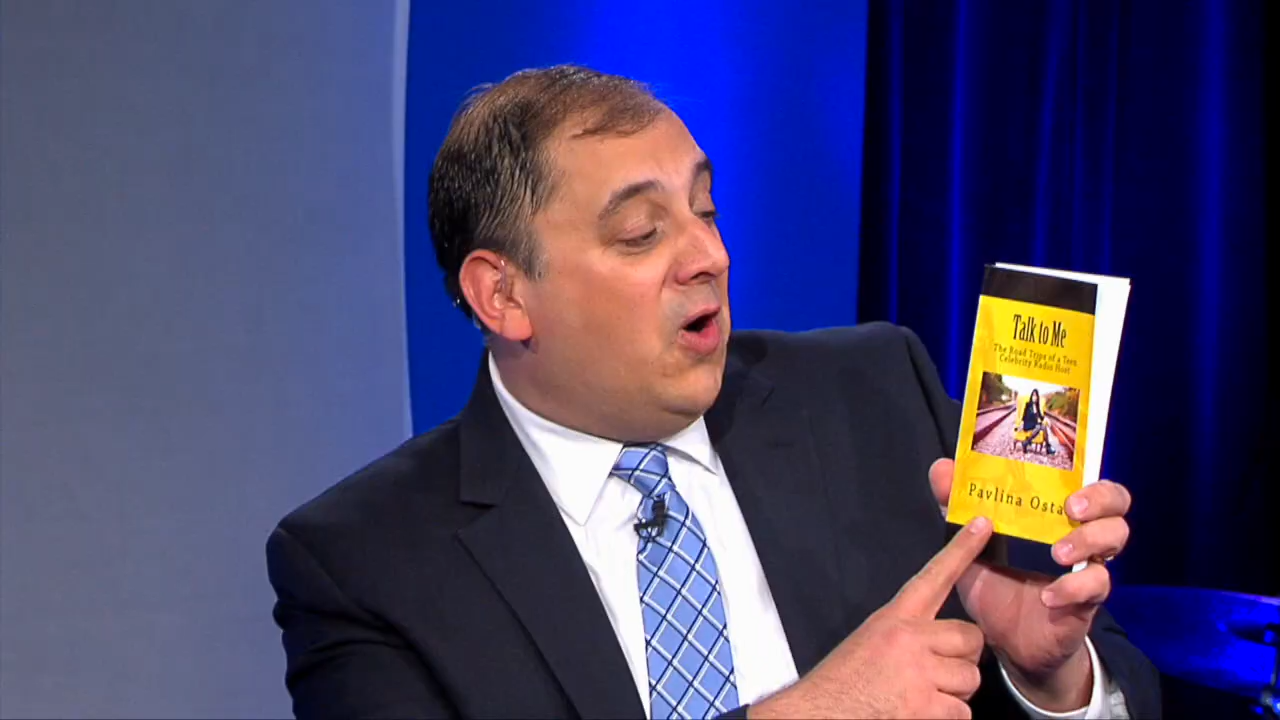 Talk to Me
The Road Trips of a Teen
Celebrity Radio Host
Pavlina Osta